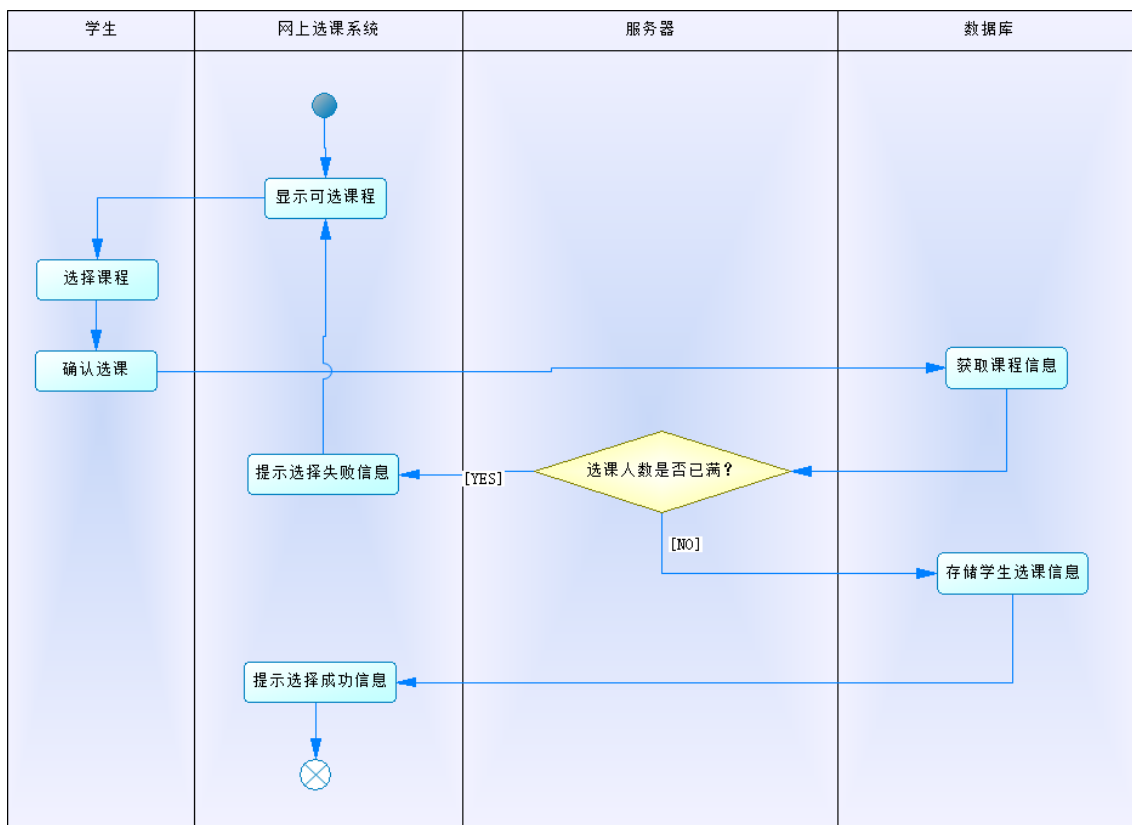 学生
网上选课系统
服务器
数据库
显示可选课程
选择课程
确认选课
获取课程信息
提示选择失败信息
[YES]
选课人数是否已满?
[NO]
存储学生选课信息
提示选择成功信息